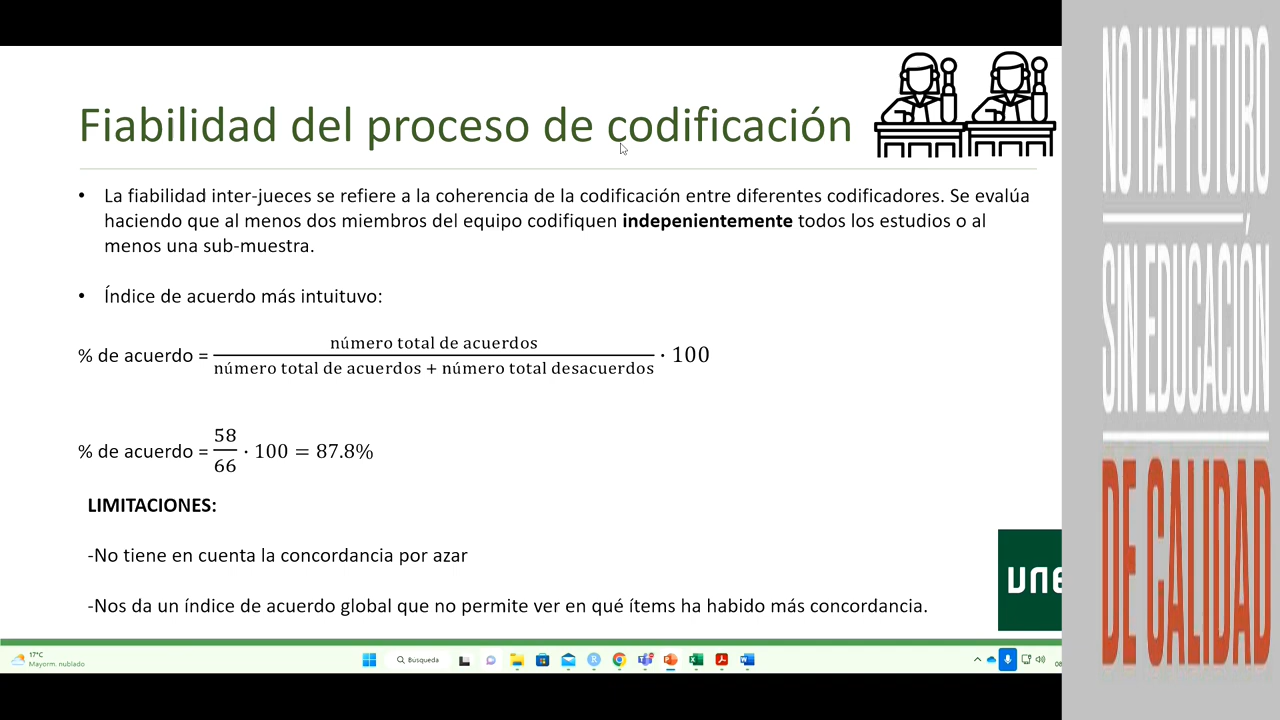 Fiabilidad del proceso de codificación
• La fiabilidad inter-jueces se refiere a la coherencia de la codificación entre diferentes codificadores. Se evalúa
haciendo que al menos dos miembros del equipo codifiquen indepenientemente todos los estudios o al
menos una sub-muestra.
• Índice de acuerdo más intuituvo:
% de acuerdo = número total de acuerdos / número total de acuerdos + número total desacuerdos · 100
% de acuerdo = 58 / 66 · 100 = 87.8%
LIMITACIONES:
-No tiene en cuenta la concordancia por azar
-Nos da un índice de acuerdo global que no permite ver en qué ítems ha habido más concordancia.
NO HAY FUTURO
SIN EDUCACIÓN
DE CALIDAD
17°C
Mayorm. nublado
Busqueda